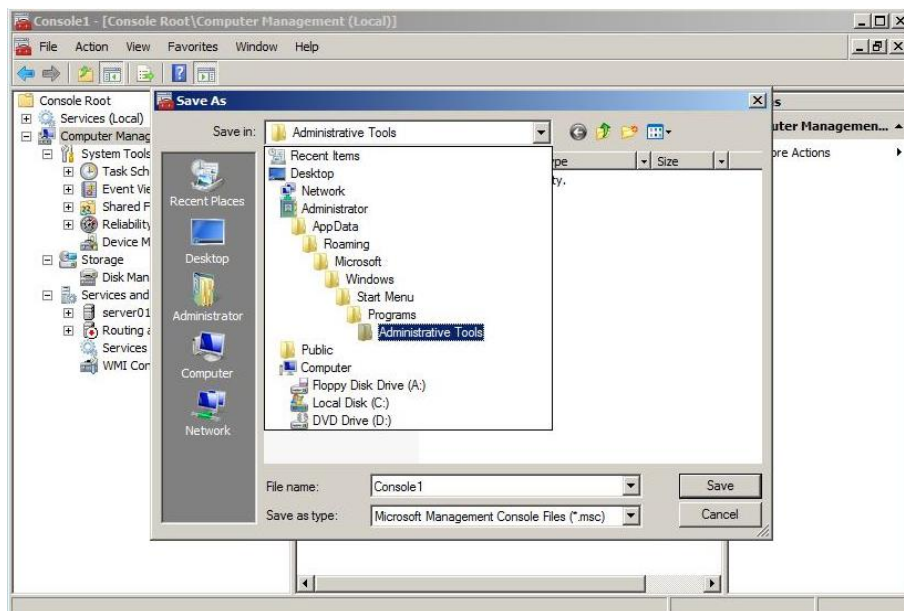 Console1 - [Console Root\Computer Management (Local)]
File Action View Favorites Window Help
Console Root
Services (Local)
Computer Manag
System Tools
Task Sch
Event Vie
Shared F
Reliability
Device M
Storage
Disk Man
Services and
server01
Routing a
Services
WMI Con
Save As
Save in: Administrative Tools
Recent Places
Desktop
Administrator
Computer
Network
Recent Items
Desktop
Network
Administrator
AppData
Roaming
Microsoft
Windows
Start Menu
Programs
Administrative Tools
Public
Computer
Floppy Disk Drive (A:)
Local Disk (C:)
DVD Drive (D:)
ype Size
ty.
File name: Console1 Save
Save as type: Microsoft Management Console Files (*.msc) Cancel
s
uter Managemen...
ore Actions